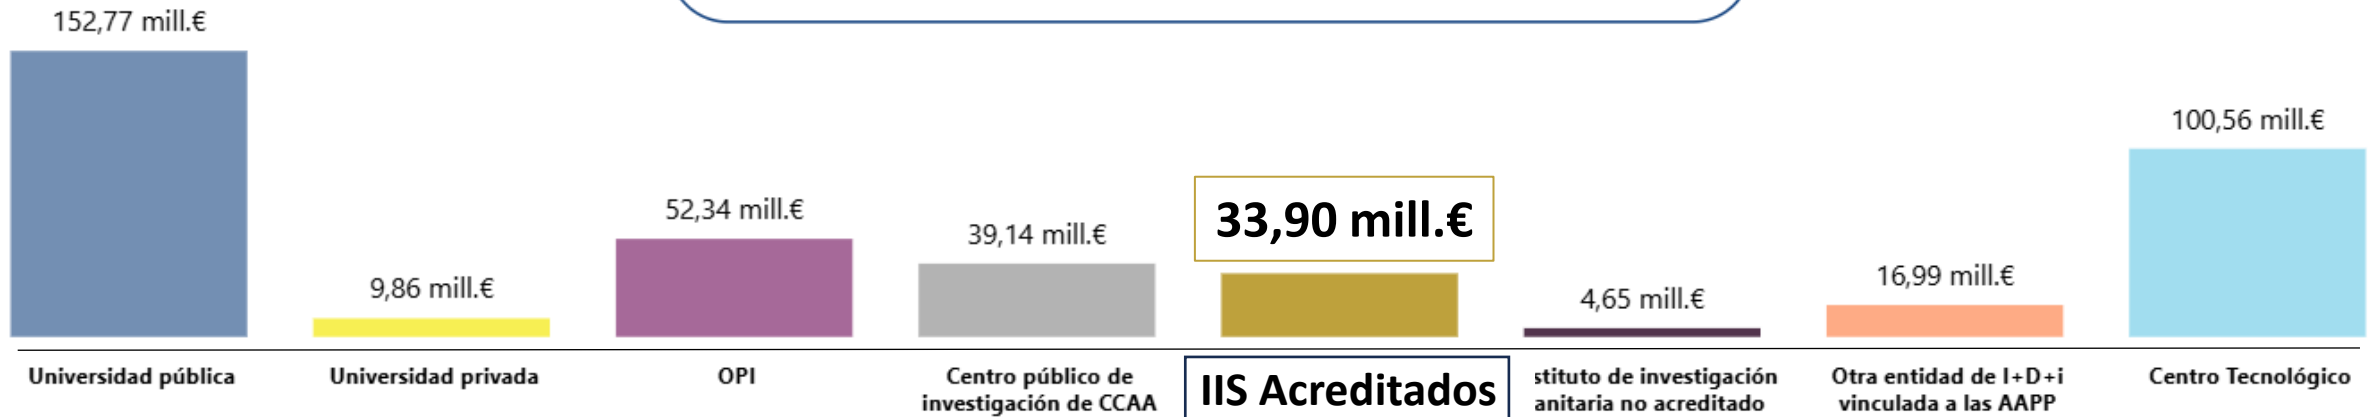 152,77 mill.€
9,86 mill.€
52,34 mill.€
39,14 mill.€
33,90 mill.€
4,65 mill.€
16,99 mill.€
100,56 mill.€
Universidad pública
Universidad privada
OPI
Centro público de
investigación de CCAA
IIS Acreditados
stituto de investigación
anitaria no acreditado
Otra entidad de I+D+i
vinculada a las AAPP
Centro Tecnológico